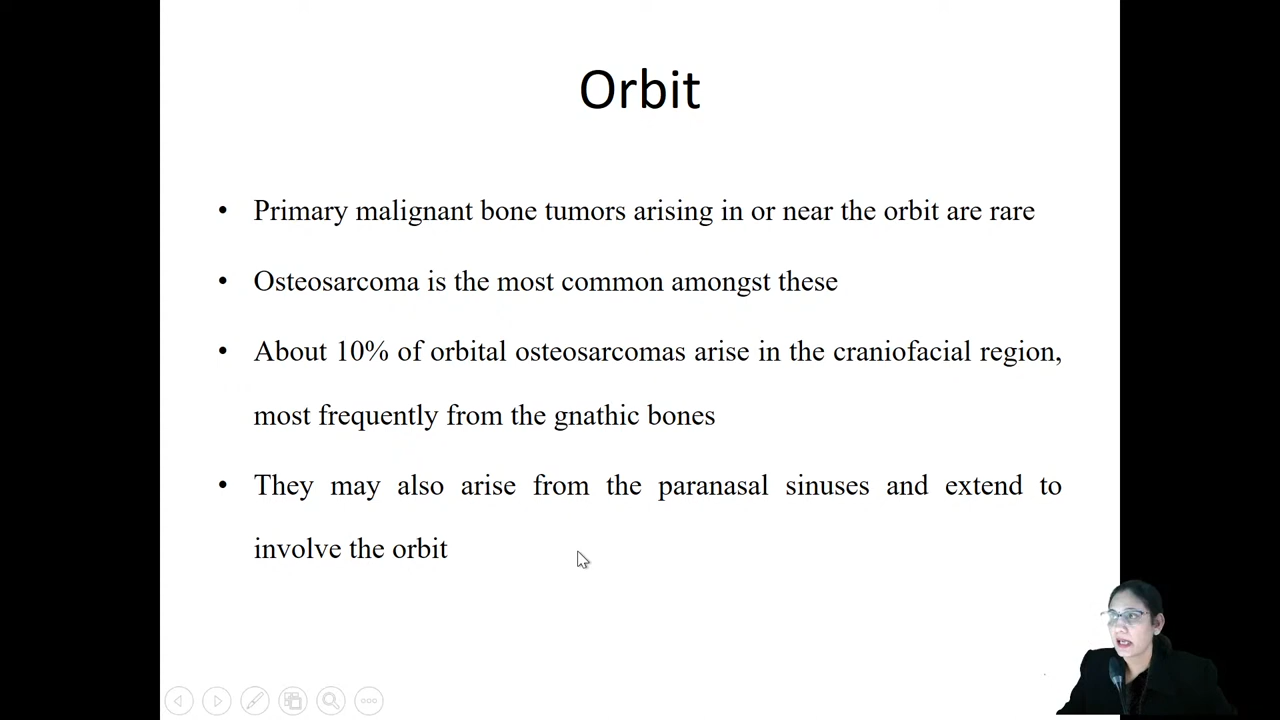 Orbit
• Primary malignant bone tumors arising in or near the orbit are rare
• Osteosarcoma is the most common amongst these
• About 10% of orbital osteosarcomas arise in the craniofacial region,
most frequently from the gnathic bones
• They may also arise from the paranasal sinuses and extend to
involve the orbit